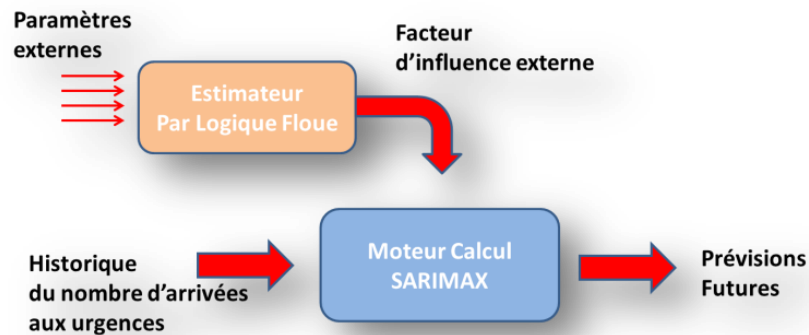 Paramètres
externes
Facteur
d'influence externe
Estimateur
Par Logique Floue
Moteur Calcul
SARIMAX
Historique
du nombre d'arrivées
aux urgences
Prévisions
Futures